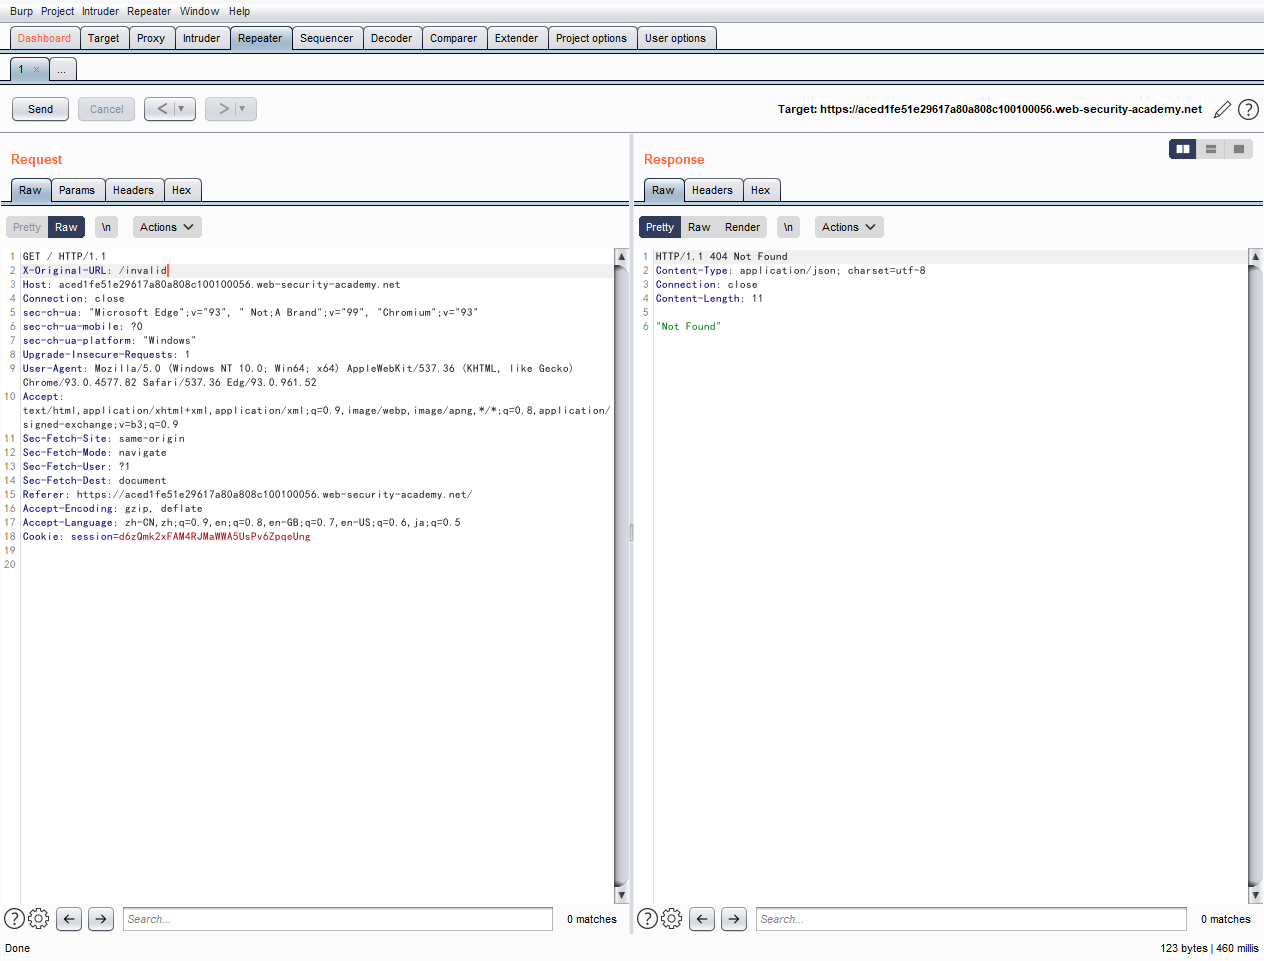 Burp Project Intruder Repeater Window Help
Dashboard Target Proxy Intruder Repeater Sequencer Decoder Comparer Extender Project options User options
1 × ...
Send Cancel < ▼ > ▼ Target: https://aced1fe51e29617a80a808c100100056.web-security-academy.net ?
Request
Raw Params Headers Hex
Pretty Raw \n Actions
1 GET / HTTP/1.1
2 X-Original-URL: /invalid
3 Host: aced1fe51e29617a80a808c100100056.web-security-academy.net
4 Connection: close
5 sec-ch-ua: "Microsoft Edge";v="93", " Not;A Brand";v="99", "Chromium";v="93"
6 sec-ch-ua-mobile: ?0
7 sec-ch-ua-platform: "Windows"
8 Upgrade-Insecure-Requests: 1
9 User-Agent: Mozilla/5.0 (Windows NT 10.0; Win64; x64) AppleWebKit/537.36 (KHTML, like Gecko)
Chrome/93.0.4577.82 Safari/537.36 Edg/93.0.961.52
10 Accept:
text/html,application/xhtml+xml,application/xml;q=0.9,image/webp,image/apng,*/*;q=0.8,application/
signed-exchange;v=b3;q=0.9
11 Sec-Fetch-Site: same-origin
12 Sec-Fetch-Mode: navigate
13 Sec-Fetch-User: ?1
14 Sec-Fetch-Dest: document
15 Referer: https://aced1fe51e29617a80a808c100100056.web-security-academy.net/
16 Accept-Encoding: gzip, deflate
17 Accept-Language: zh-CN,zh;q=0.9,en;q=0.8,en-GB;q=0.7,en-US;q=0.6,ja;q=0.5
18 Cookie: session=d6zQmk2xFAM4RJMaWWA5UsPv6ZpqeUng
19
20
? ← → Search... 0 matches
Response
Raw Headers Hex
Pretty Raw Render \n Actions
1 HTTP/1.1 404 Not Found
2 Content-Type: application/json; charset=utf-8
3 Connection: close
4 Content-Length: 11
5
6 "Not Found"
? ← → Search... 0 matches
Done 123 bytes | 460 millis